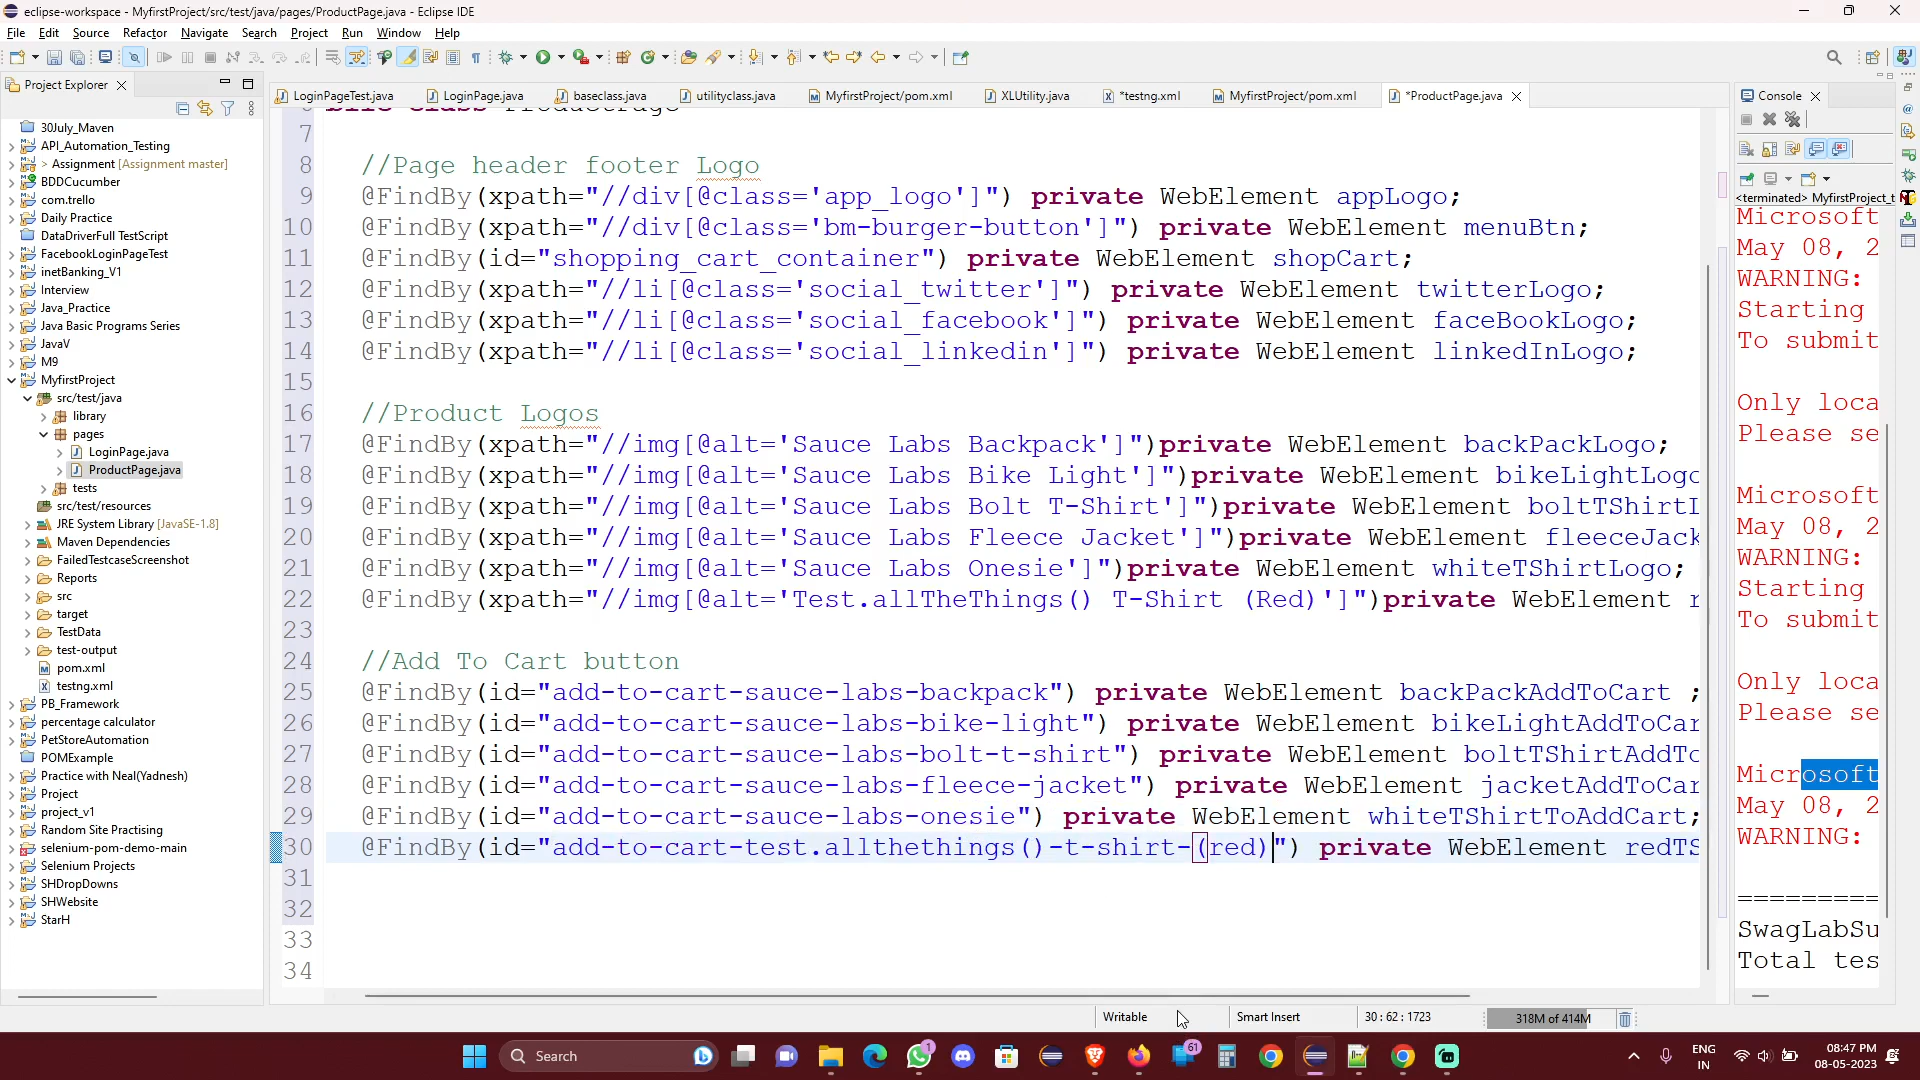 eclipse-workspace - MyfirstProject/src/test/java/pages/ProductPage.java - Eclipse IDE
File Edit Source Refactor Navigate Search Project Run Window Help
Project Explorer
LoginPageTest.java LoginPage.java baseclass.java utilityclass.java MyfirstProject/pom.xml XLUtility.java *testng.xml MyfirstProject/pom.xml *ProductPage.java
Console
30July_Maven
API_Automation_Testing
> Assignment [Assignment master]
BDDCucumber
com.trello
Daily Practice
DataDriverFull TestScript
FacebookLoginPageTest
inetBanking_V1
Interview
Java_Practice
Java Basic Programs Series
JavaV
M9
MyfirstProject
src/test/java
library
pages
LoginPage.java
ProductPage.java
tests
src/test/resources
JRE System Library [JavaSE-1.8]
Maven Dependencies
FailedTestcaseScreenshot
Reports
src
target
TestData
test-output
pom.xml
testng.xml
PB_Framework
percentage calculator
PetStoreAutomation
POMExample
Practice with Neal(Yadnesh)
Project
project_v1
Random Site Practising
selenium-pom-demo-main
Selenium Projects
SHDropDowns
SHWebsite
StarH
7
8 //Page header footer Logo
9 @FindBy(xpath="//div[@class='app_logo']") private WebElement appLogo;
10 @FindBy(xpath="//div[@class='bm-burger-button']") private WebElement menuBtn;
11 @FindBy(id="shopping_cart_container") private WebElement shopCart;
12 @FindBy(xpath="//li[@class='social_twitter']") private WebElement twitterLogo;
13 @FindBy(xpath="//li[@class='social_facebook']") private WebElement faceBookLogo;
14 @FindBy(xpath="//li[@class='social_linkedin']") private WebElement linkedInLogo;
15
16 //Product Logos
17 @FindBy(xpath="//img[@alt='Sauce Labs Backpack']")private WebElement backPackLogo;
18 @FindBy(xpath="//img[@alt='Sauce Labs Bike Light']")private WebElement bikeLightLogo
19 @FindBy(xpath="//img[@alt='Sauce Labs Bolt T-Shirt']")private WebElement boltTShirtL
20 @FindBy(xpath="//img[@alt='Sauce Labs Fleece Jacket']")private WebElement fleeceJack
21 @FindBy(xpath="//img[@alt='Sauce Labs Onesie']")private WebElement whiteTShirtLogo;
22 @FindBy(xpath="//img[@alt='Test.allTheThings() T-Shirt (Red)']")private WebElement r
23
24 //Add To Cart button
25 @FindBy(id="add-to-cart-sauce-labs-backpack") private WebElement backPackAddToCart ;
26 @FindBy(id="add-to-cart-sauce-labs-bike-light") private WebElement bikeLightAddToCar
27 @FindBy(id="add-to-cart-sauce-labs-bolt-t-shirt") private WebElement boltTShirtAddTo
28 @FindBy(id="add-to-cart-sauce-labs-fleece-jacket") private WebElement jacketAddToCar
29 @FindBy(id="add-to-cart-sauce-labs-onesie") private WebElement whiteTShirtToAddCart;
30 @FindBy(id="add-to-cart-test.allthethings()-t-shirt-(red)") private WebElement redTS
31
32
33
34
<terminated> MyfirstProject_t
Microsoft
May 08, 2
WARNING:
Starting
To submit
Only loca
Please se
Microsoft
May 08, 2
WARNING:
Starting
To submit
Only loca
Please se
Microsoft
May 08, 2
WARNING:
==========
SwagLabSu
Total tes
Writable Smart Insert 30 : 62 : 1723 318M of 414M
Search
1
61
ENG
IN
08:47 PM
08-05-2023